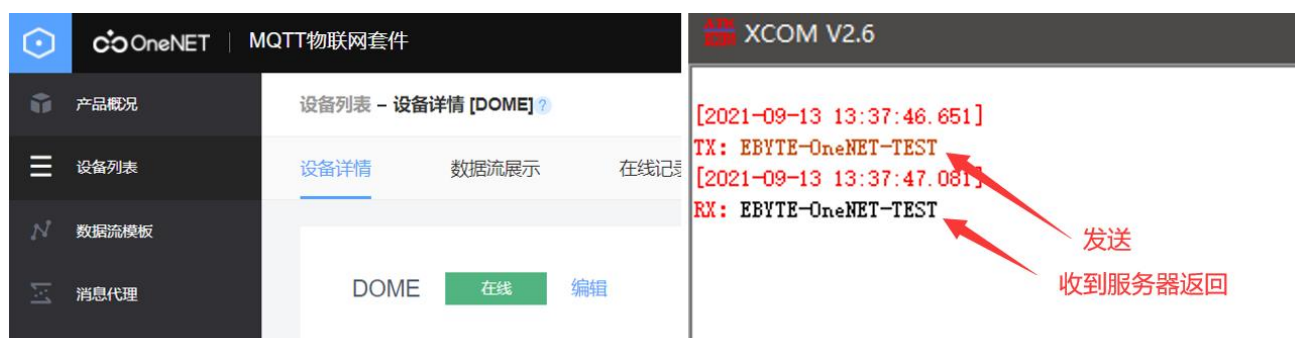 OneNET | MQTT物联网套件
产品概况
设备列表
数据流模板
消息代理
设备列表 – 设备详情 [DOME] ?
设备详情 数据流展示 在线记录
DOME 在线 编辑
XCOM V2.6
[2021-09-13 13:37:46.651]
TX: EBYTE-OneNET-TEST
[2021-09-13 13:37:47.081]
RX: EBYTE-OneNET-TEST
发送
收到服务器返回